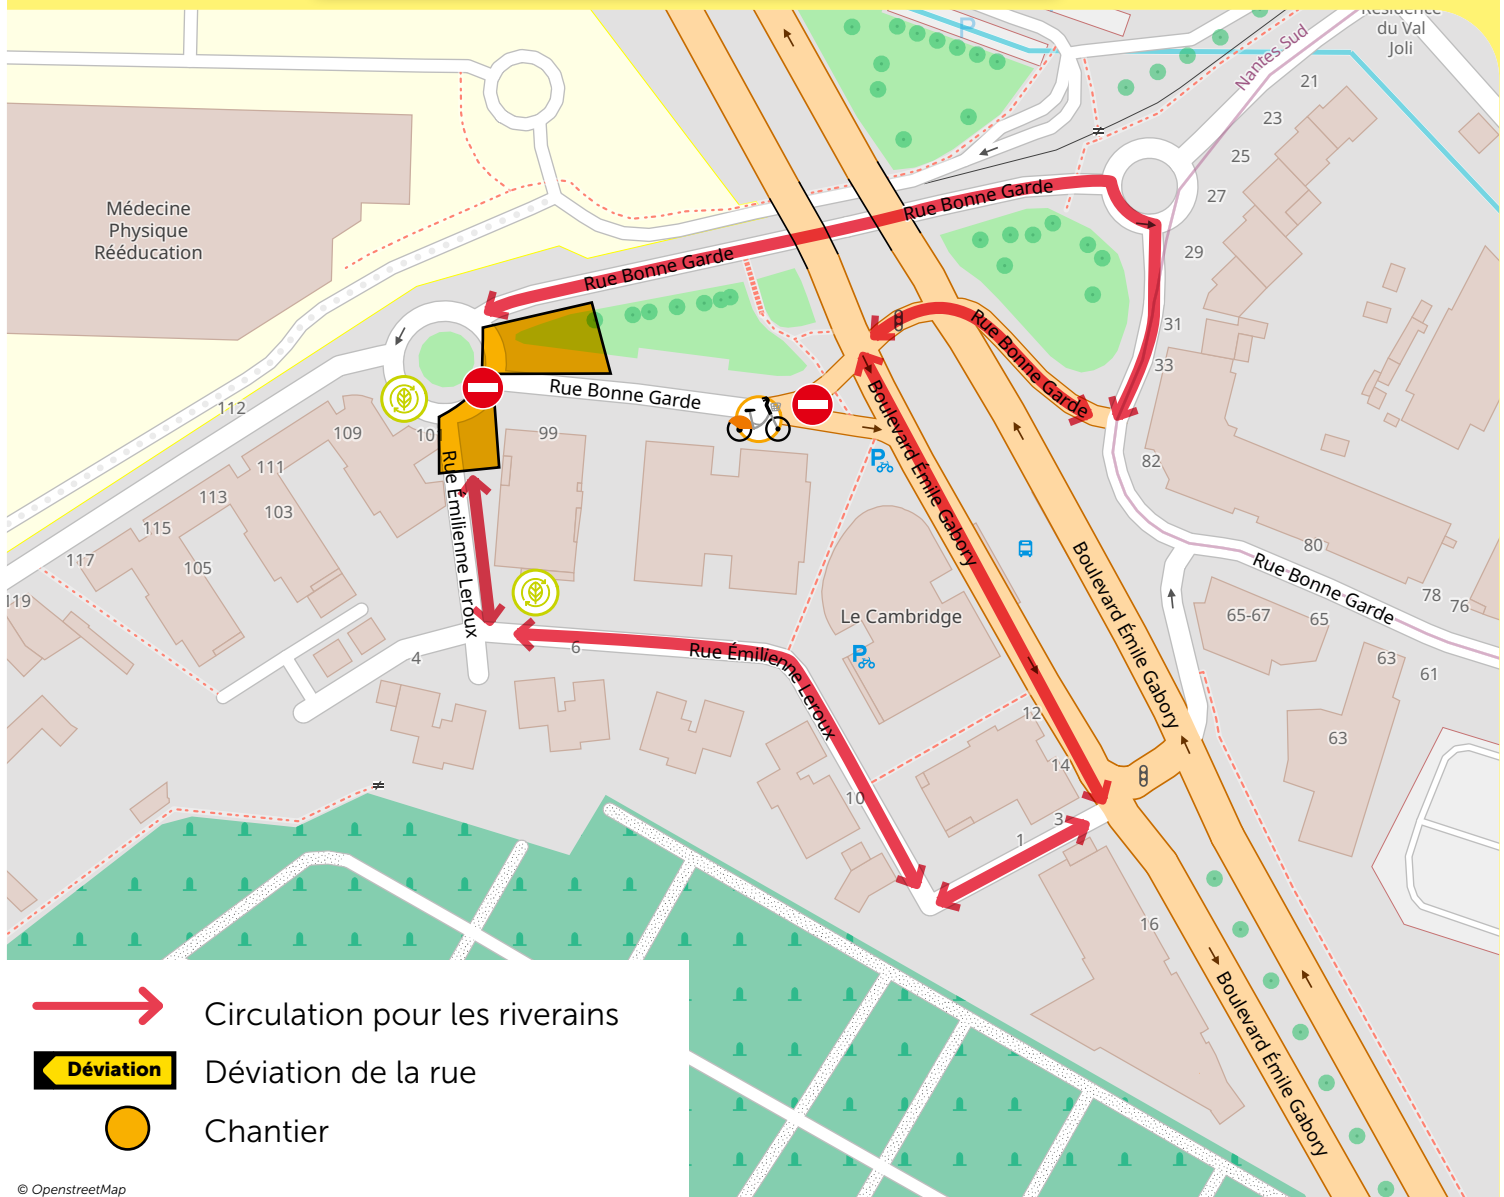 Résidence
du Val
Joli
P
Nantes Sud
21
23
25
27
29
31
33
Médecine
Physique
Rééducation
Rue Bonne Garde
Rue Bonne Garde
Rue Bonne Garde
Rue Bonne Garde
112
109
10
99
111
113
103
115
117
105
119
Rue Émilienne Leroux
P
Boulevard Émile Gabory
82
80
Boulevard Émile Gabory
Rue Bonne Garde
78
76
65-67
65
63
61
63
Le Cambridge
P
4
6
Rue Émilienne Leroux
12
14
10
3
1
16
Boulevard Émile Gabory
Circulation pour les riverains
Déviation
Déviation de la rue
Chantier
© OpenstreetMap